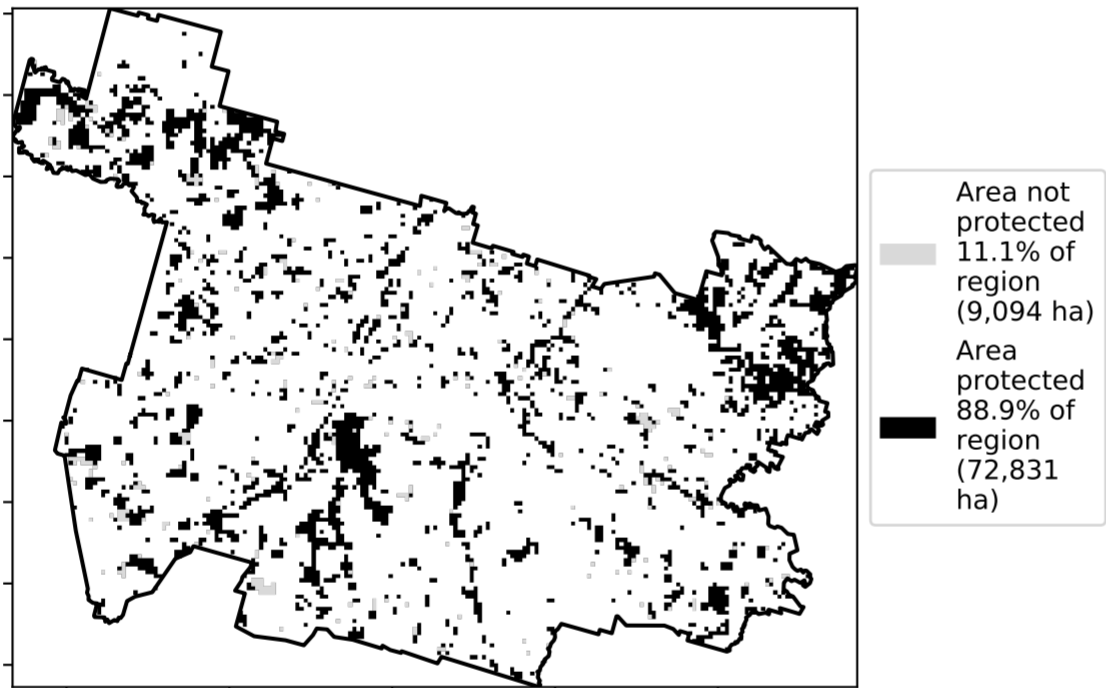 Area not
protected
11.1% of
region
(9,094 ha)
Area
protected
88.9% of
region
(72,831
ha)